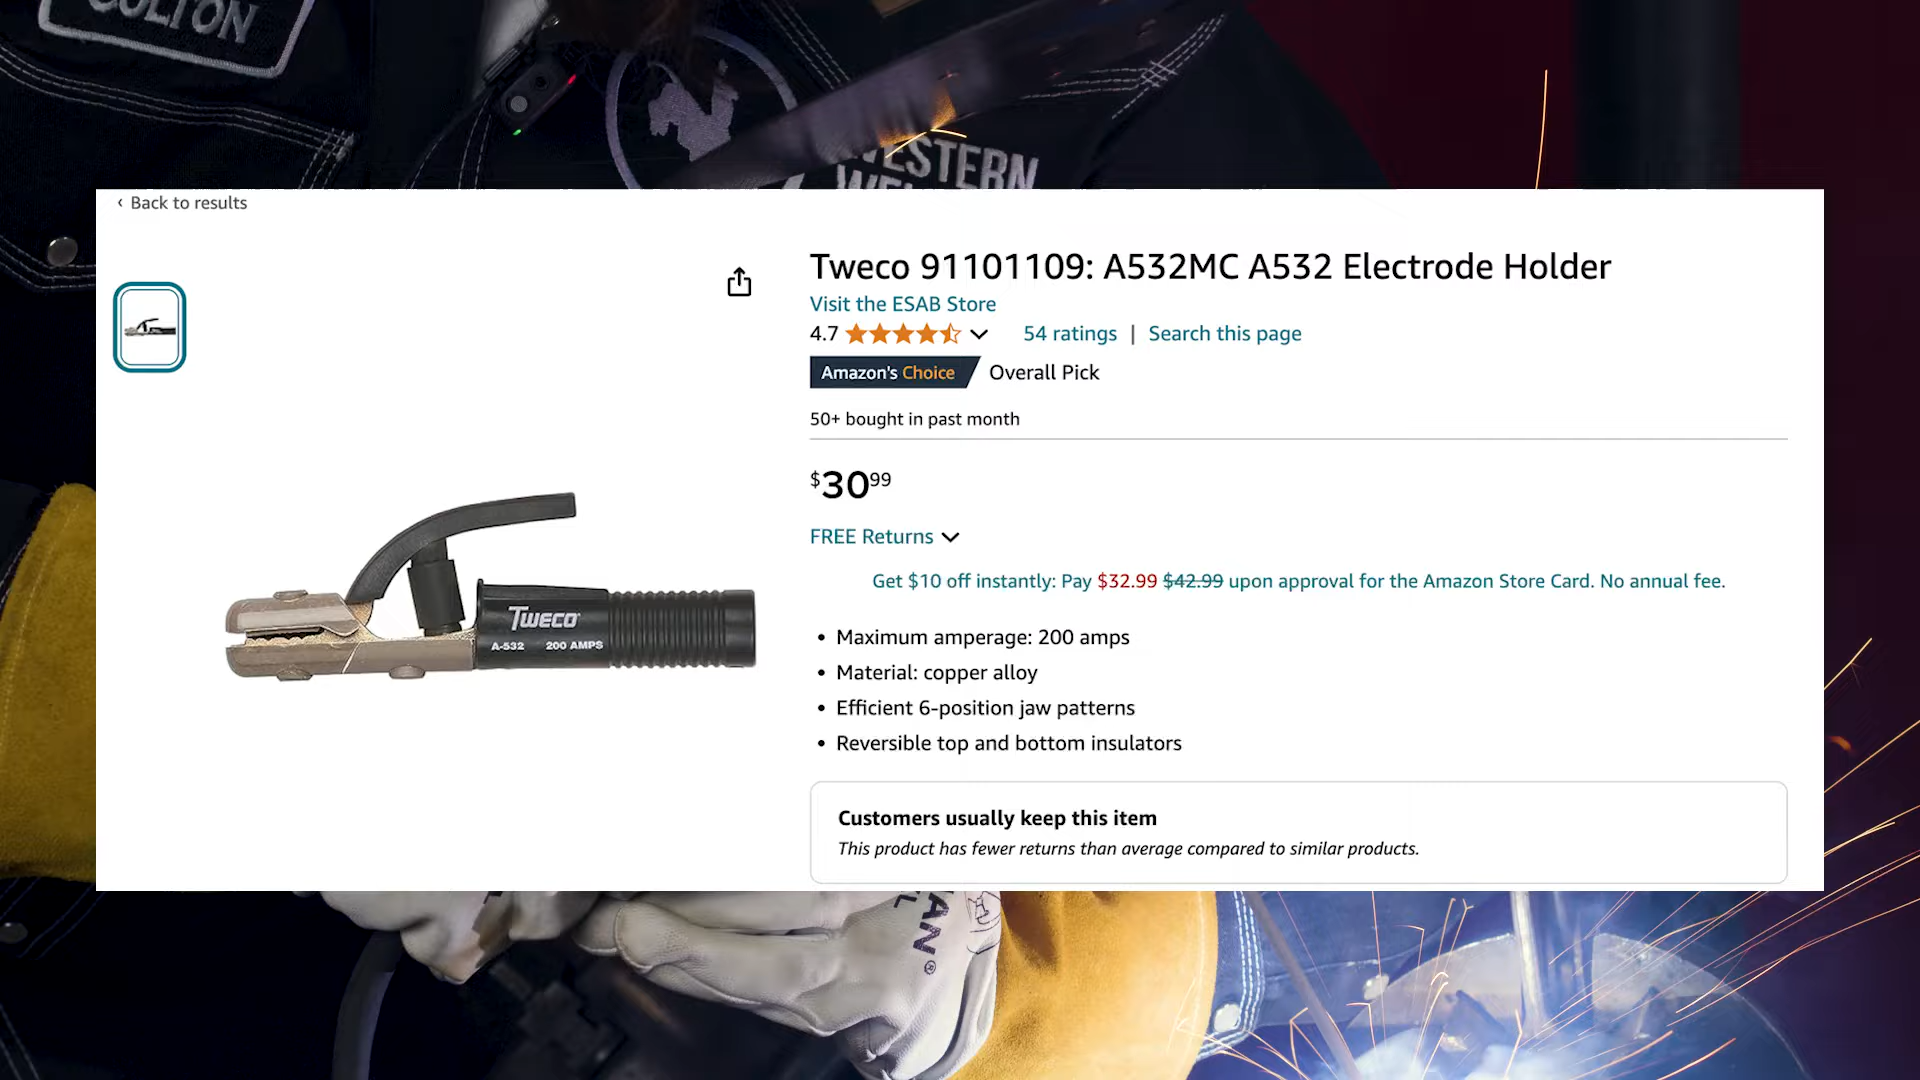 COLTON
WESTERN
‹ Back to results
Tweco 91101109: A532MC A532 Electrode Holder
Visit the ESAB Store
4.7
54 ratings | Search this page
Amazon's Choice Overall Pick
50+ bought in past month
$30.99
FREE Returns
Get $10 off instantly: Pay $32.99 $42.99 upon approval for the Amazon Store Card. No annual fee.
TWECO
A-532 200 AMPS
• Maximum amperage: 200 amps
• Material: copper alloy
• Efficient 6-position jaw patterns
• Reversible top and bottom insulators
Customers usually keep this item
This product has fewer returns than average compared to similar products.